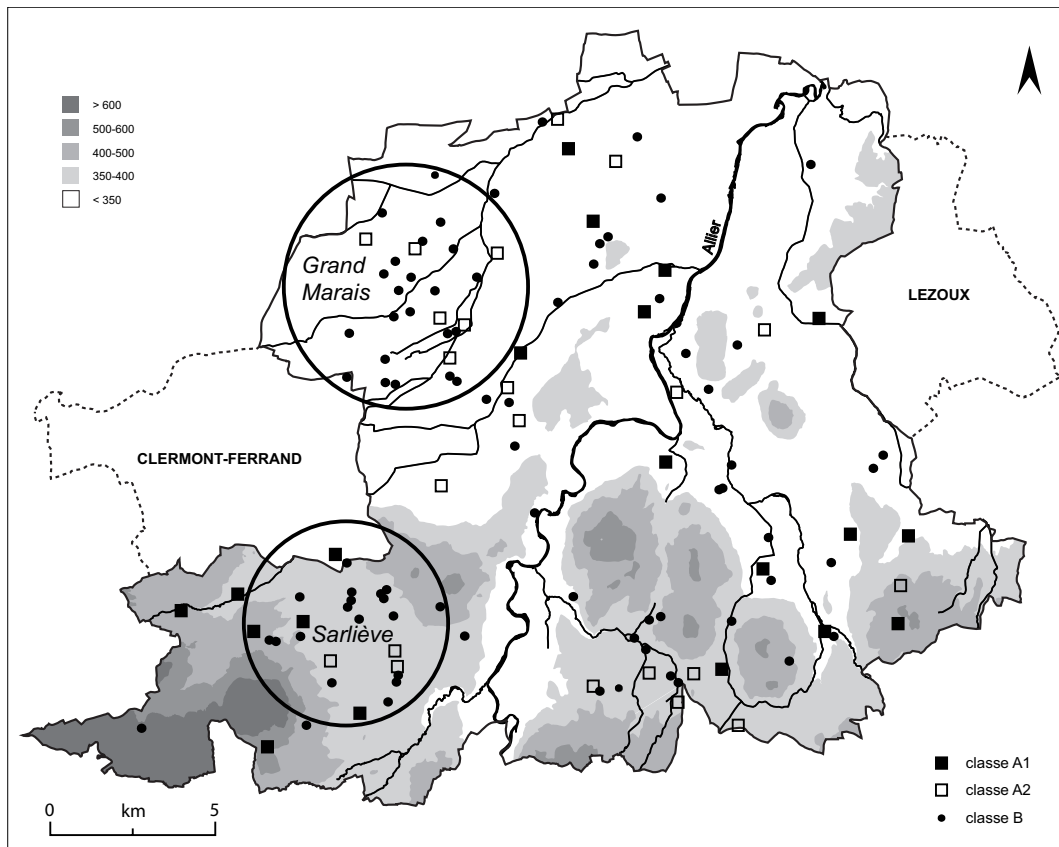 > 600
500-600
400-500
350-400
< 350
Allier
Grand
Marais
LEZOUX
CLERMONT-FERRAND
Sarliève
classe A1
classe A2
classe B
0 km 5